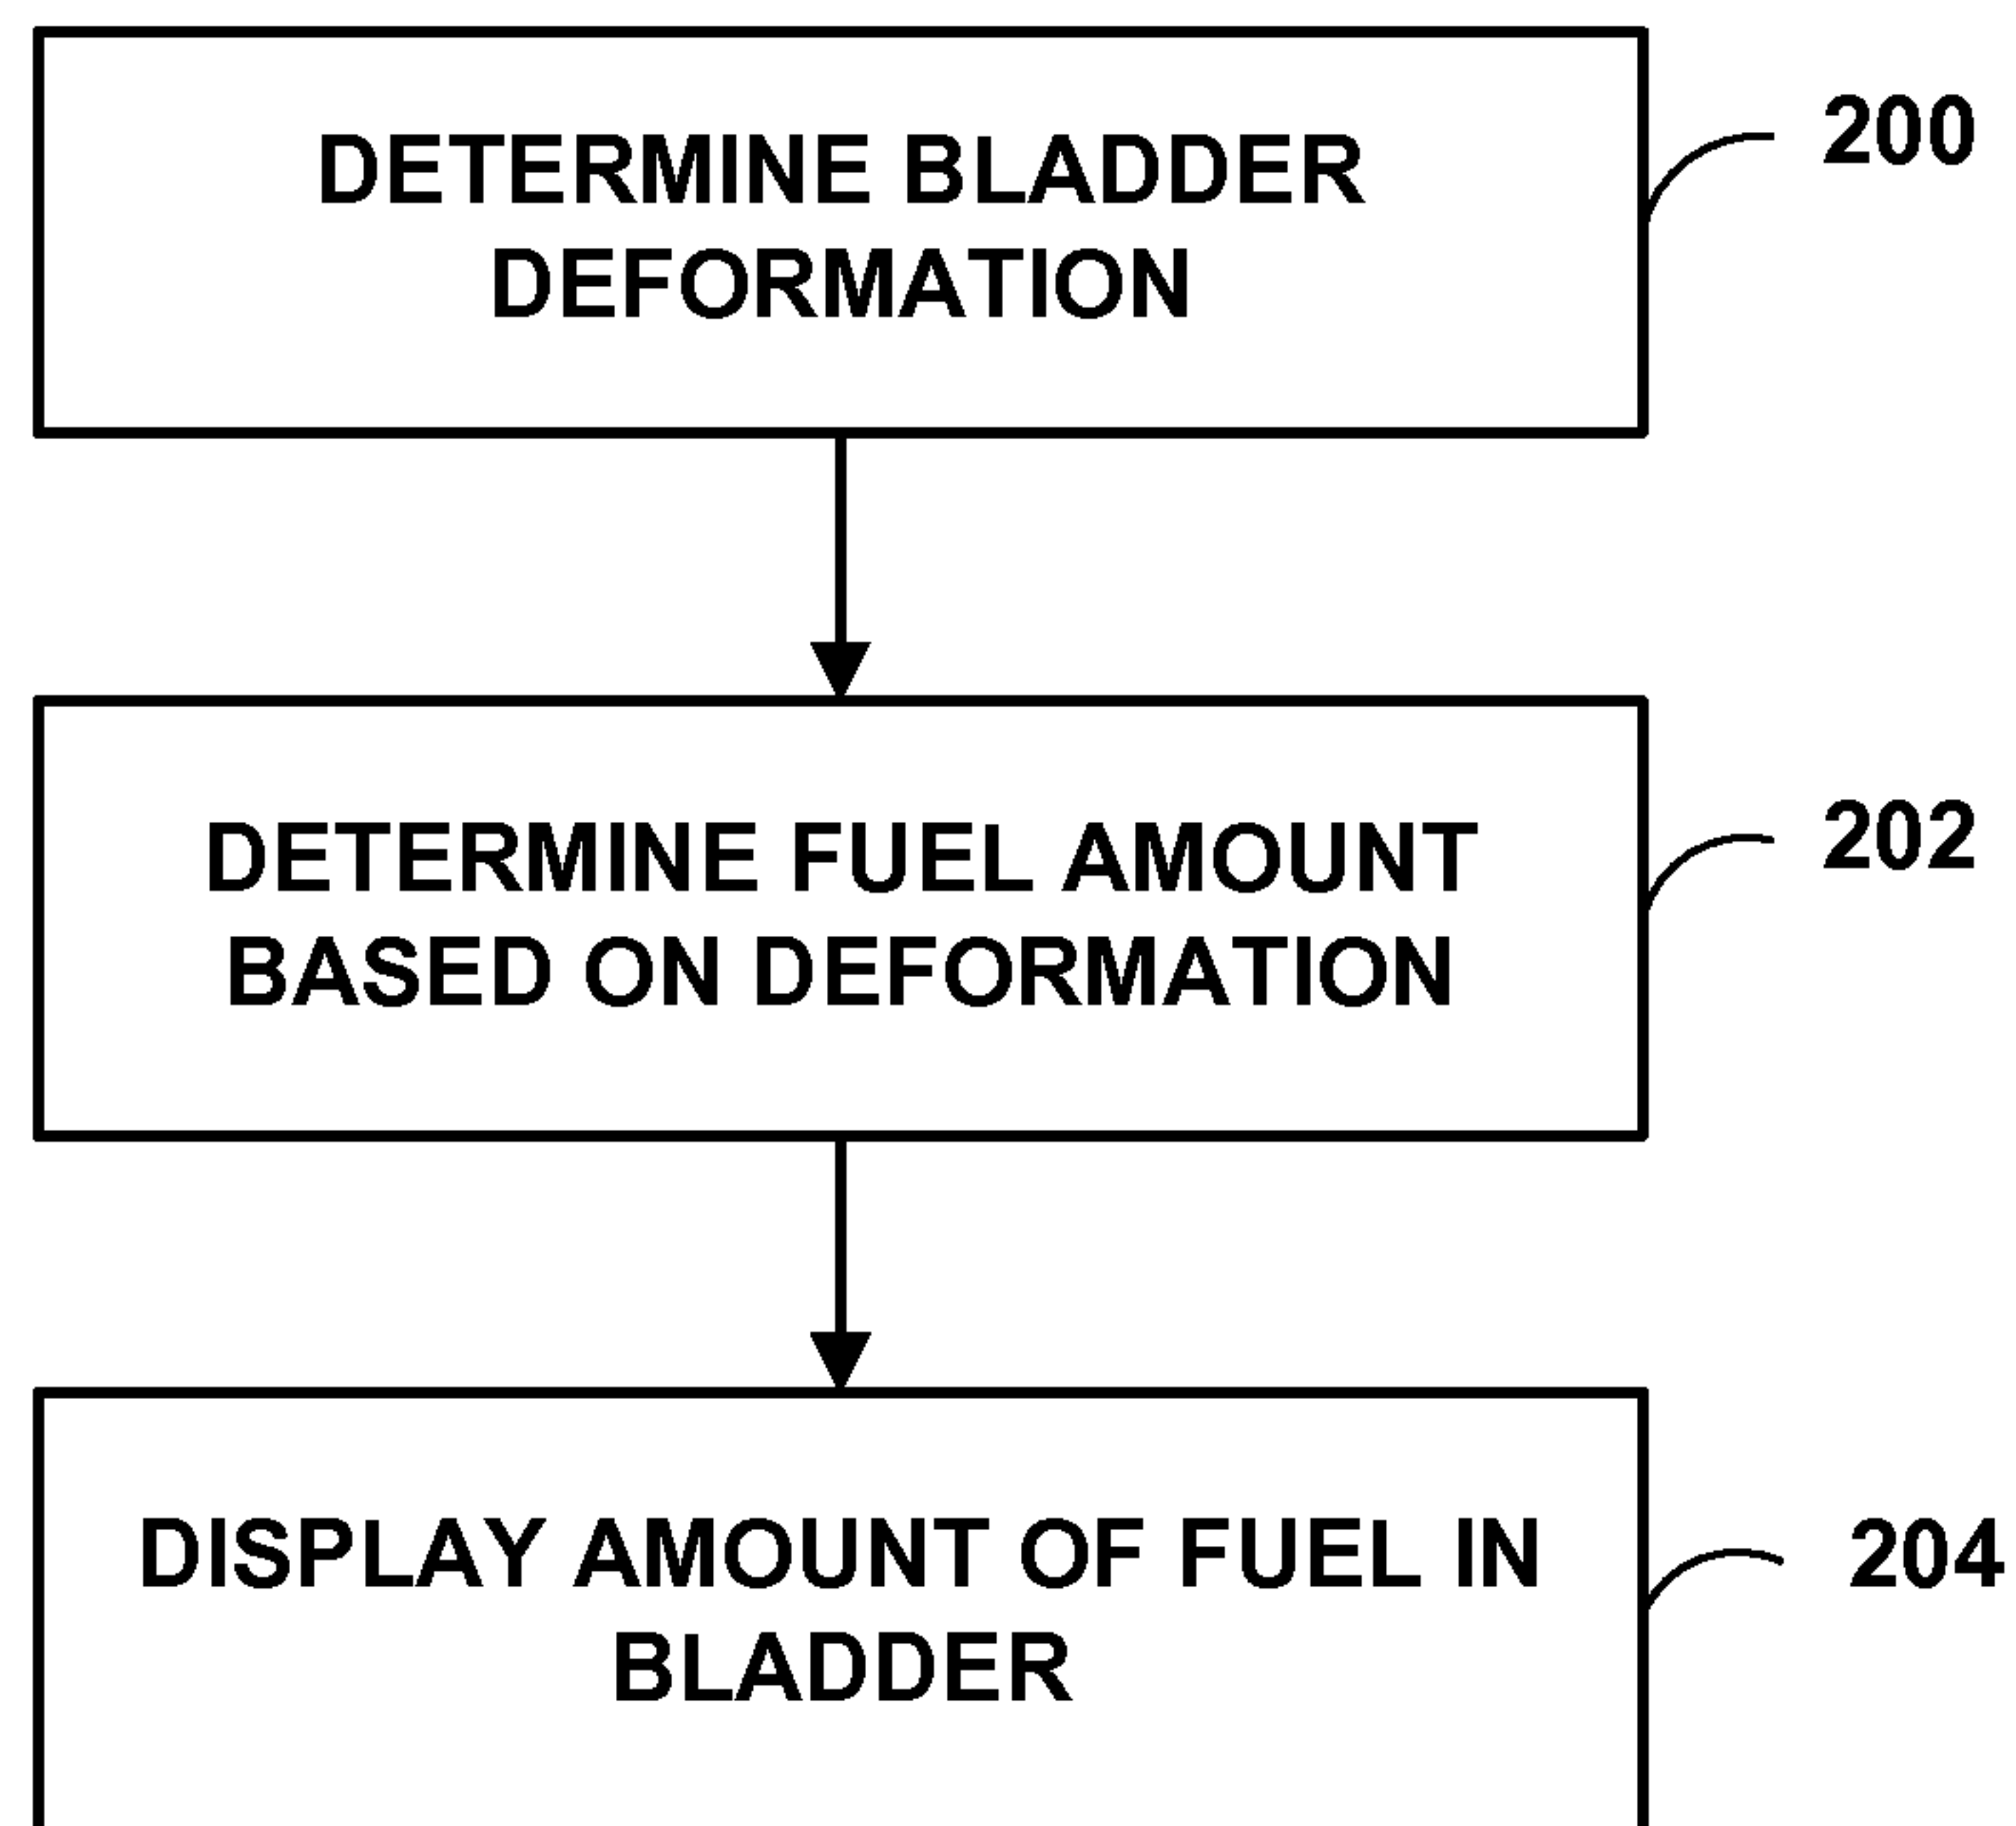 DETERMINE BLADDER
DEFORMATION
200
DETERMINE FUEL AMOUNT
BASED ON DEFORMATION
202
DISPLAY AMOUNT OF FUEL IN
BLADDER
204